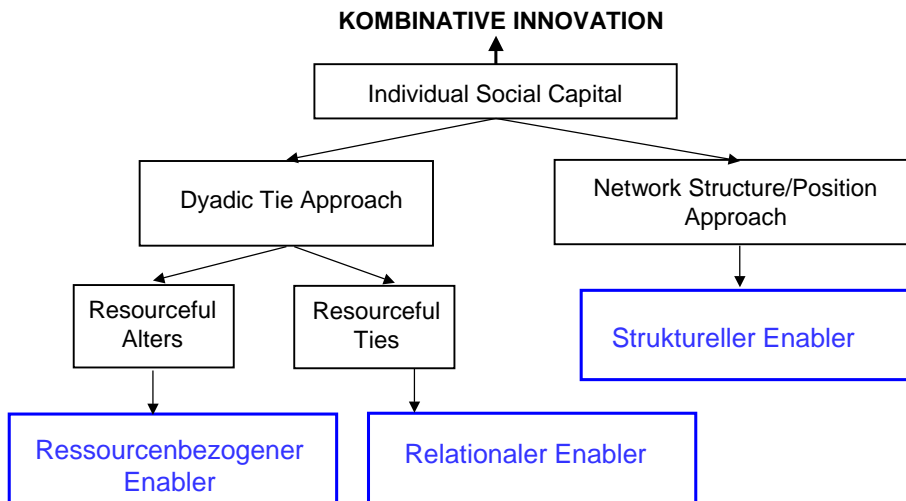 KOMBINATIVE INNOVATION
Individual Social Capital
Dyadic Tie Approach
Network Structure/Position
Approach
Resourceful
Alters
Resourceful
Ties
Struktureller Enabler
Ressourcenbezogener
Enabler
Relationaler Enabler